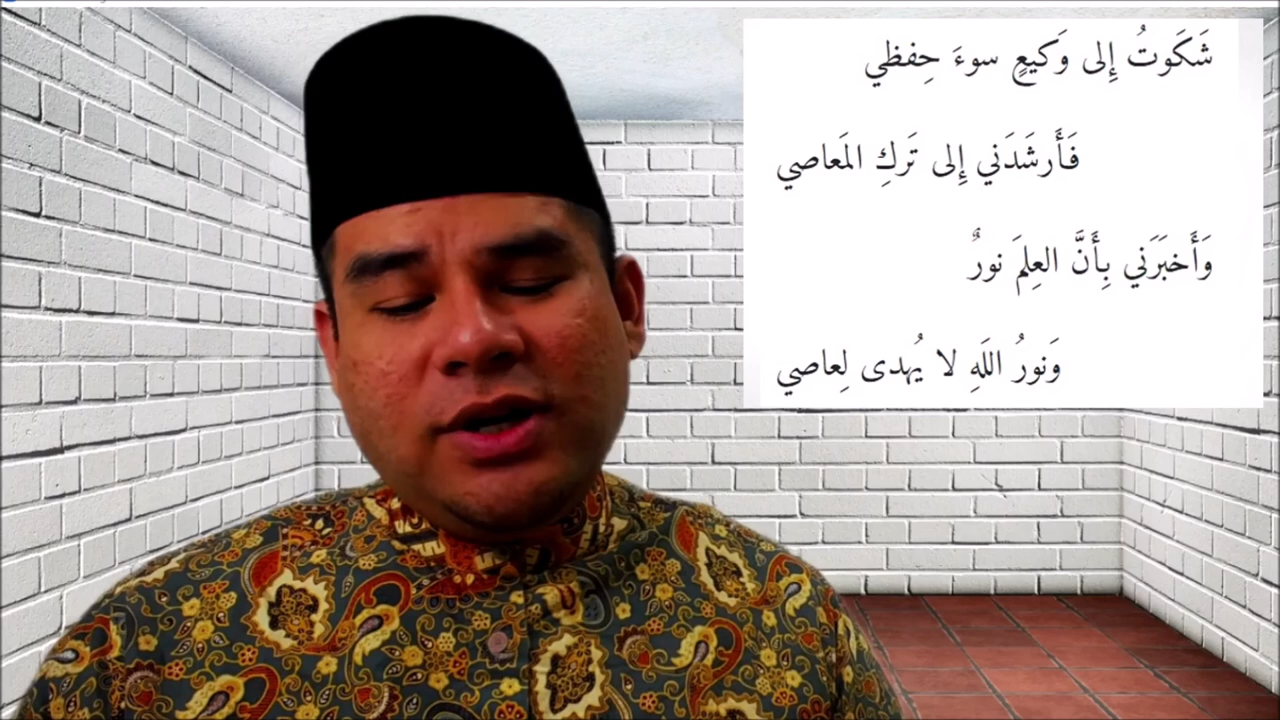 شَكَوتُ إِلى وَكيعٍ سوءَ حِفظي
فَأَرشَدَني إِلى تَركِ المَعاصي
وَأَخبَرَني بِأَنَّ العِلمَ نورٌ
وَنورُ اللَهِ لا يُهدى لِعاصي